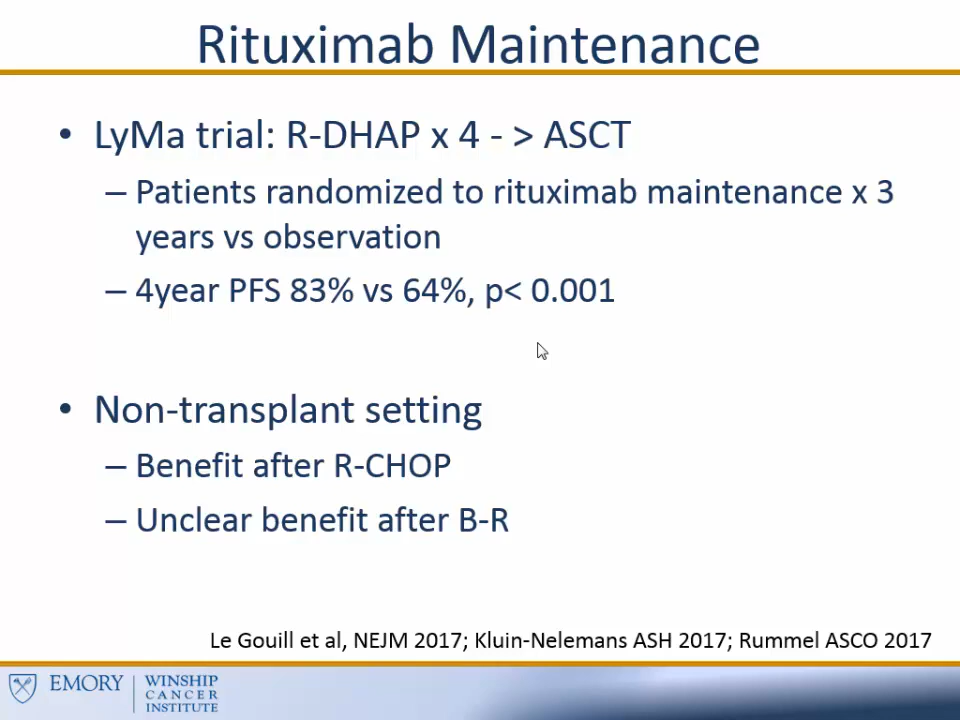 Rituximab Maintenance
• LyMa trial: R-DHAP x 4 - > ASCT
– Patients randomized to rituximab maintenance x 3
years vs observation
– 4year PFS 83% vs 64%, p< 0.001
• Non-transplant setting
– Benefit after R-CHOP
– Unclear benefit after B-R
Le Gouill et al, NEJM 2017; Kluin-Nelemans ASH 2017; Rummel ASCO 2017
EMORY
WINSHIP
CANCER
INSTITUTE